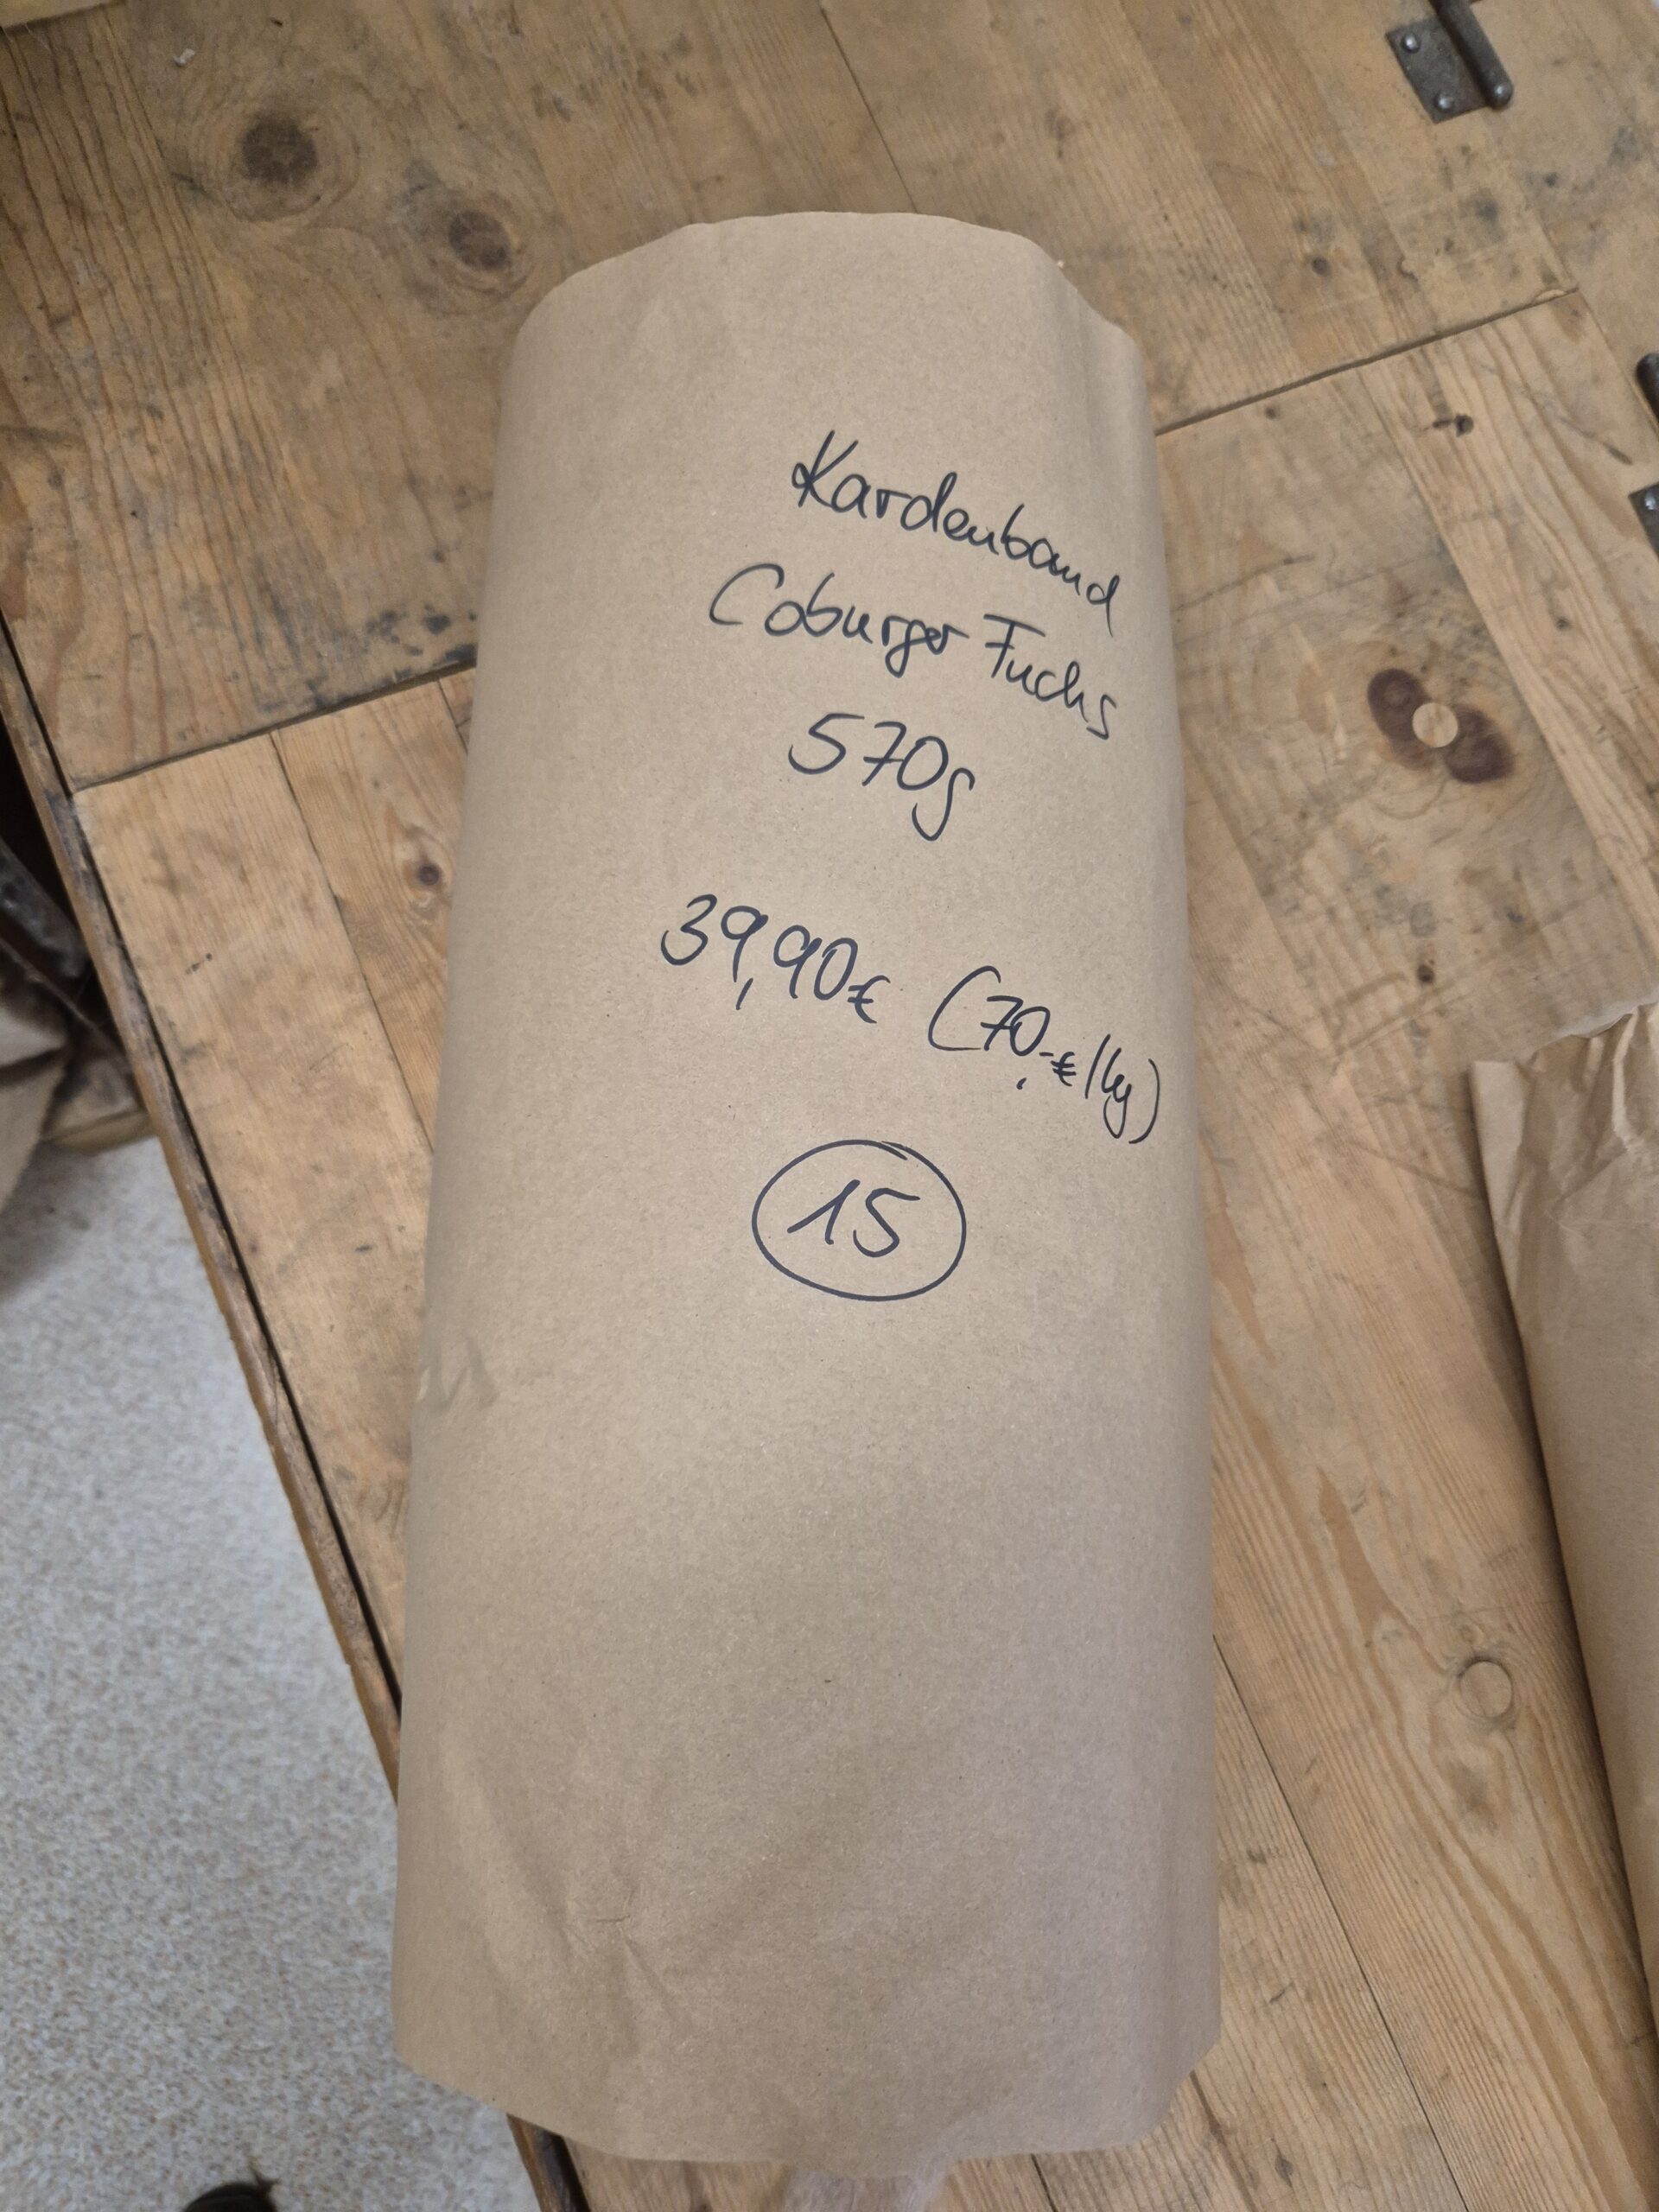 Kardenband
Coburger Fuchs
570g
39,90€ (70,-€/kg)
15